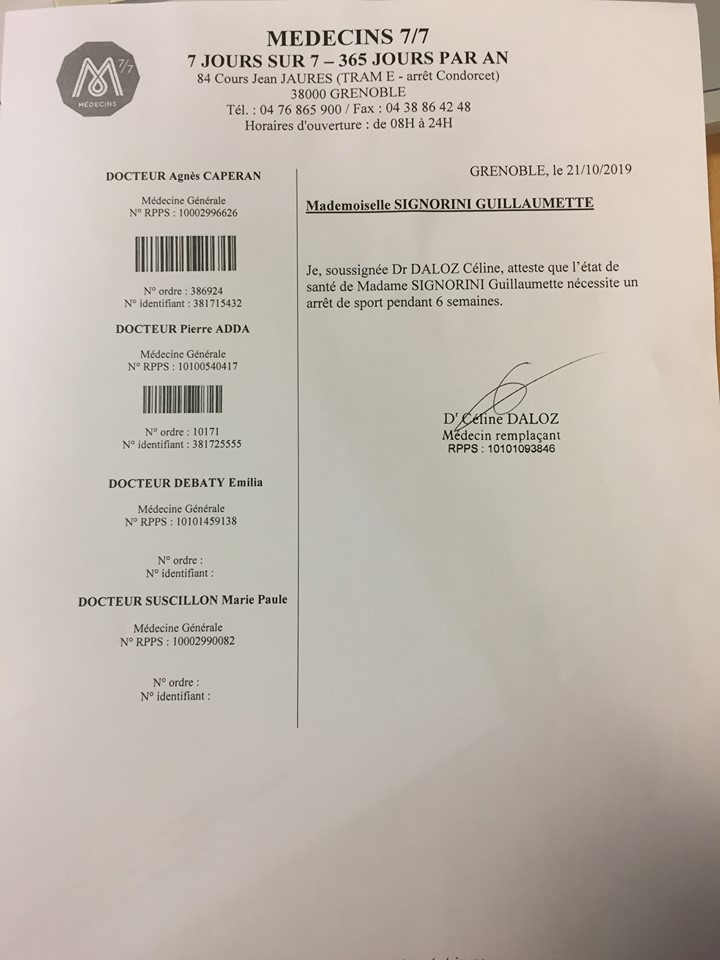 MEDECINS 7/7
7 JOURS SUR 7 – 365 JOURS PAR AN
84 Cours Jean JAURES (TRAM E - arrêt Condorcet)
38000 GRENOBLE
Tél. : 04 76 865 900 / Fax : 04 38 86 42 48
Horaires d'ouverture : de 08H à 24H
M 7/7
MÉDECINS
DOCTEUR Agnès CAPERAN
Médecine Générale
N° RPPS : 10002996626
N° ordre : 386924
N° identifiant : 381715432
DOCTEUR Pierre ADDA
Médecine Générale
N° RPPS : 10100540417
N° ordre : 10171
N° identifiant : 381725555
DOCTEUR DEBATY Emilia
Médecine Générale
N° RPPS : 10101459138
N° ordre :
N° identifiant :
DOCTEUR SUSCILLON Marie Paule
Médecine Générale
N° RPPS : 10002990082
N° ordre :
N° identifiant :
GRENOBLE, le 21/10/2019
Mademoiselle SIGNORINI GUILLAUMETTE
Je, soussignée Dr DALOZ Céline, atteste que l'état de
santé de Madame SIGNORINI Guillaumette nécessite un
arrêt de sport pendant 6 semaines.
Dr Céline DALOZ
Médecin remplaçant
RPPS : 10101093846